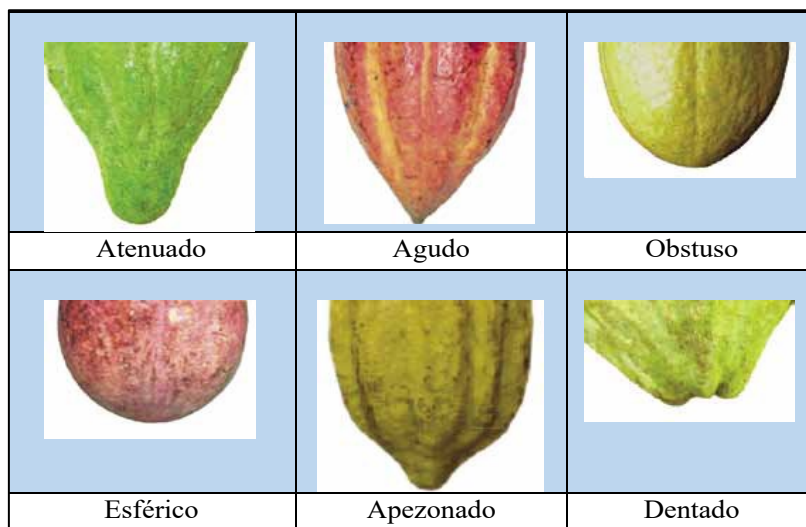 Atenuado
Agudo
Obstuso
Esférico
Apezonado
Dentado